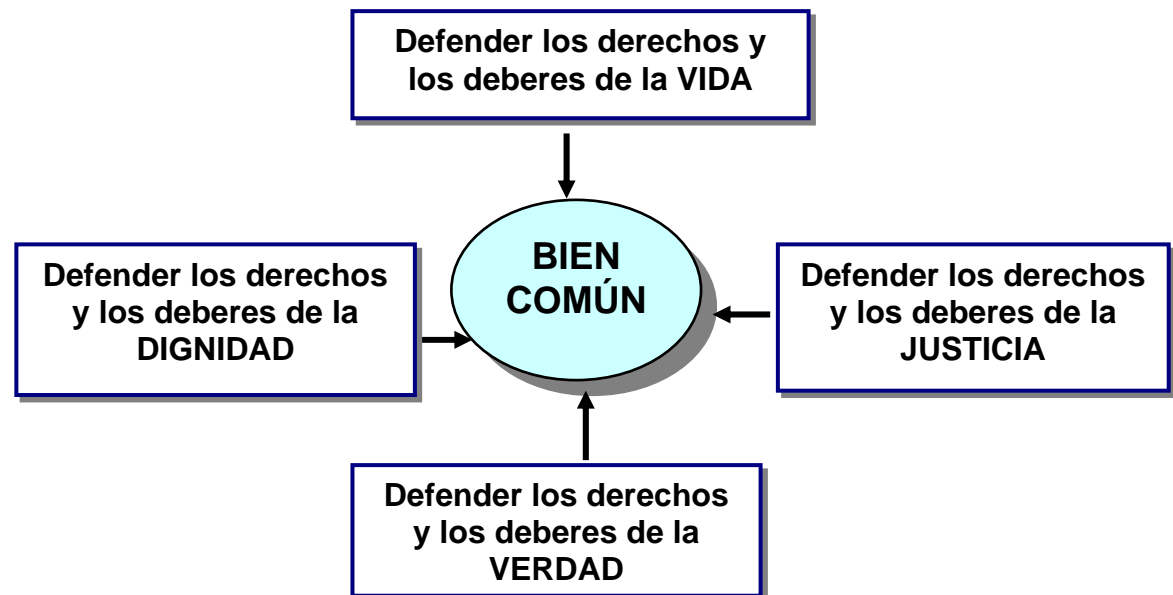 Defender los derechos y
los deberes de la VIDA
BIEN
COMÚN
Defender los derechos
y los deberes de la
DIGNIDAD
Defender los derechos
y los deberes de la
JUSTICIA
Defender los derechos
y los deberes de la
VERDAD